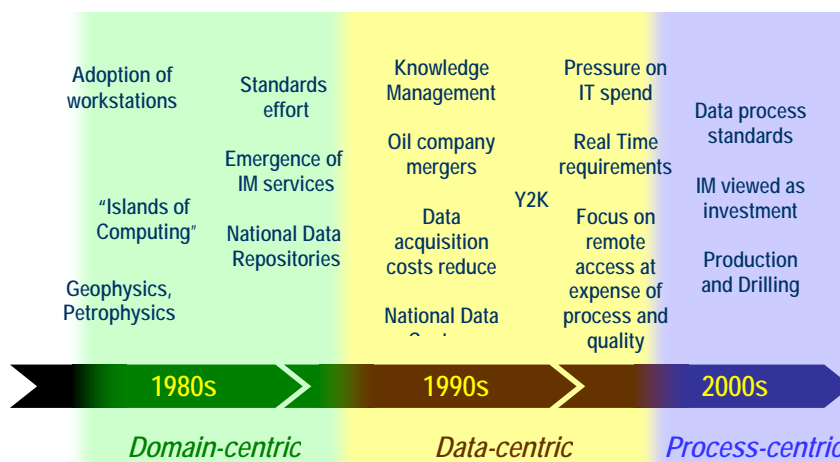 Adoption of
workstations
"Islands of
Computing"
Geophysics,
Petrophysics
Standards
effort
Emergence of
IM services
National Data
Repositories
Knowledge
Management
Oil company
mergers
Data
acquisition
costs reduce
National Data
Y2K
Pressure on
IT spend
Real Time
requirements
Focus on
remote
access at
expense of
process and
quality
Data process
standards
IM viewed as
investment
Production
and Drilling
1980s
1990s
2000s
Domain-centric
Data-centric
Process-centric